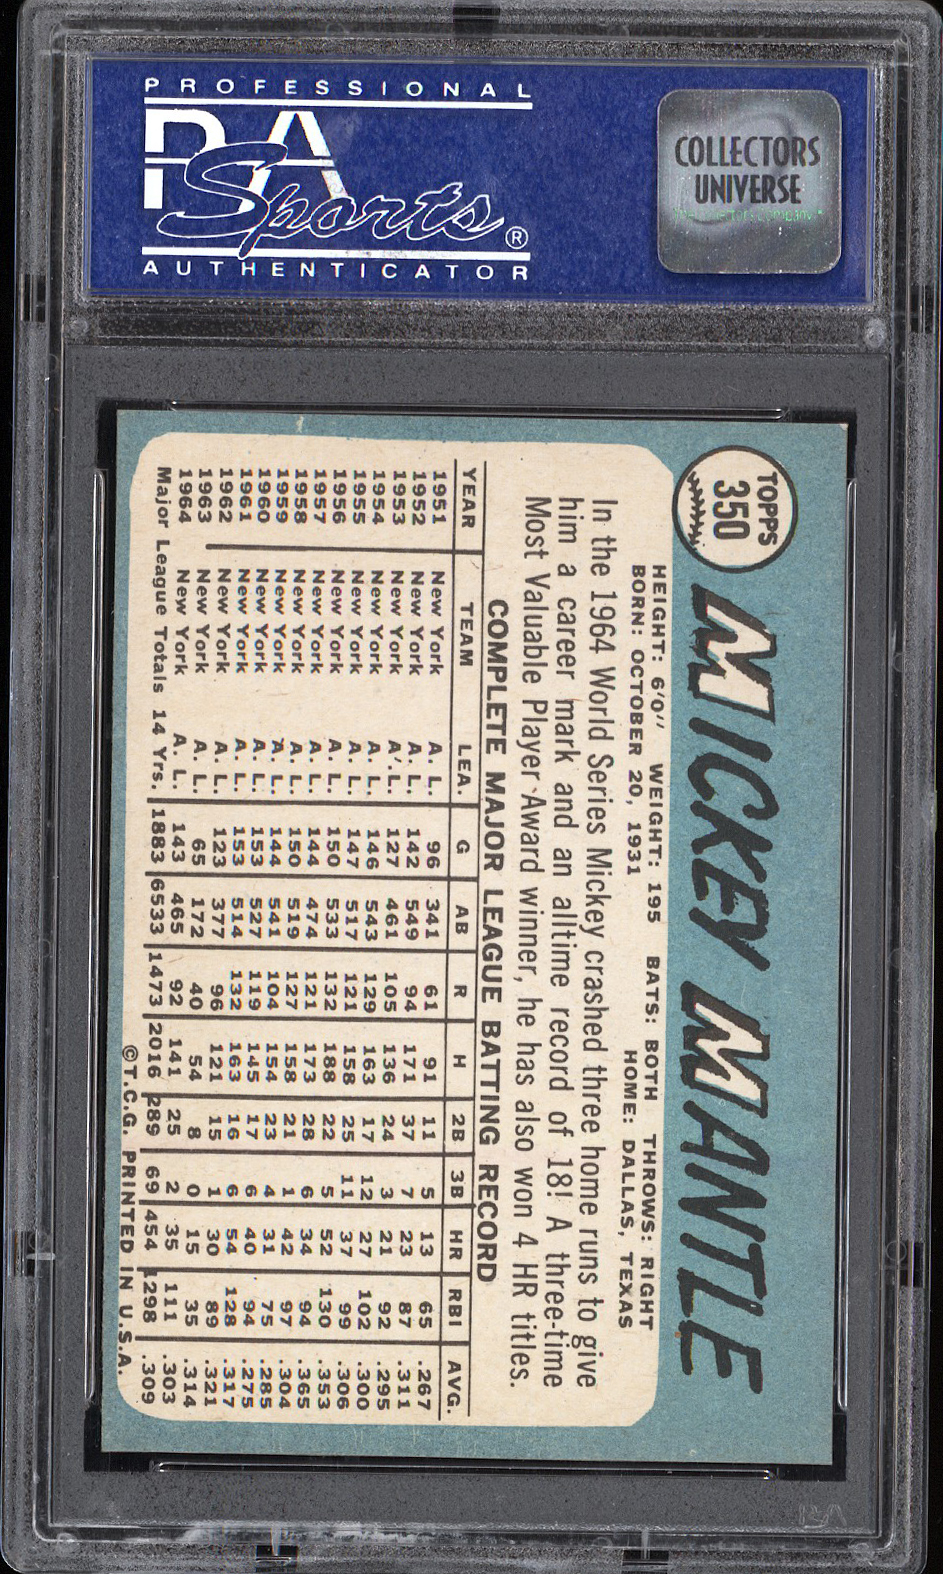 PROFESSIONAL
PSA
Sports®
AUTHENTICATOR
COLLECTORS
UNIVERSE
TOPPS
350
MICKEY MANTLE
HEIGHT: 6'0" WEIGHT: 195 BATS: BOTH THROWS: RIGHT
BORN: OCTOBER 20, 1931 HOME: DALLAS, TEXAS
In the 1964 World Series Mickey crashed three home runs to give
him a career mark and an alltime record of 18! A three-time
Most Valuable Player Award winner, he has also won 4 HR titles.
COMPLETE MAJOR LEAGUE BATTING RECORD
YEAR TEAM LEA. G AB R H 2B 3B HR RBI AVG.
1951 New York A. L. 96 341 61 91 11 5 13 65 .267
1952 New York A. L. 142 549 94 171 37 7 23 87 .311
1953 New York A. L. 127 461 105 136 24 3 21 92 .295
1954 New York A. L. 146 543 129 163 17 12 27 102 .300
1955 New York A. L. 147 517 121 158 25 11 37 99 .306
1956 New York A. L. 150 533 132 188 22 5 52 130 .353
1957 New York A. L. 144 474 121 173 28 6 34 94 .365
1958 New York A. L. 150 519 127 158 21 1 42 97 .304
1959 New York A. L. 144 541 104 154 23 4 31 75 .285
1960 New York A. L. 153 527 119 145 17 6 40 94 .275
1961 New York A. L. 153 514 132 163 16 6 54 128 .317
1962 New York A. L. 123 377 96 121 15 1 30 89 .321
1963 New York A. L. 65 172 40 54 8 0 15 35 .314
1964 New York A. L. 143 465 92 141 25 2 35 111 .303
Major League Totals 14 Yrs. 1883 6533 1473 2016 289 69 454 1298 .309
©T.C.G. PRINTED IN U.S.A.